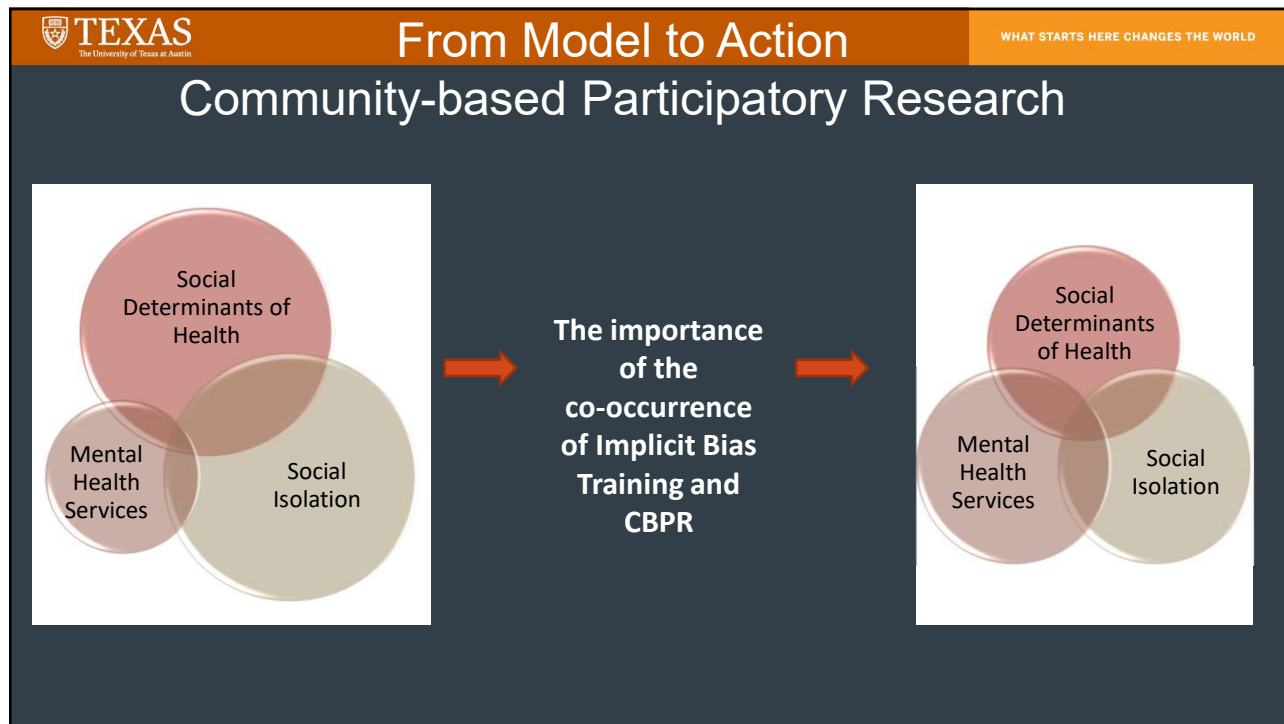 TEXAS
The University of Texas at Austin
From Model to Action
WHAT STARTS HERE CHANGES THE WORLD
Community-based Participatory Research
Social
Determinants of
Health
Mental
Health
Services
Social
Isolation
The importance
of the
co-occurrence
of Implicit Bias
Training and
CBPR
Social
Determinants
of Health
Mental
Health
Services
Social
Isolation